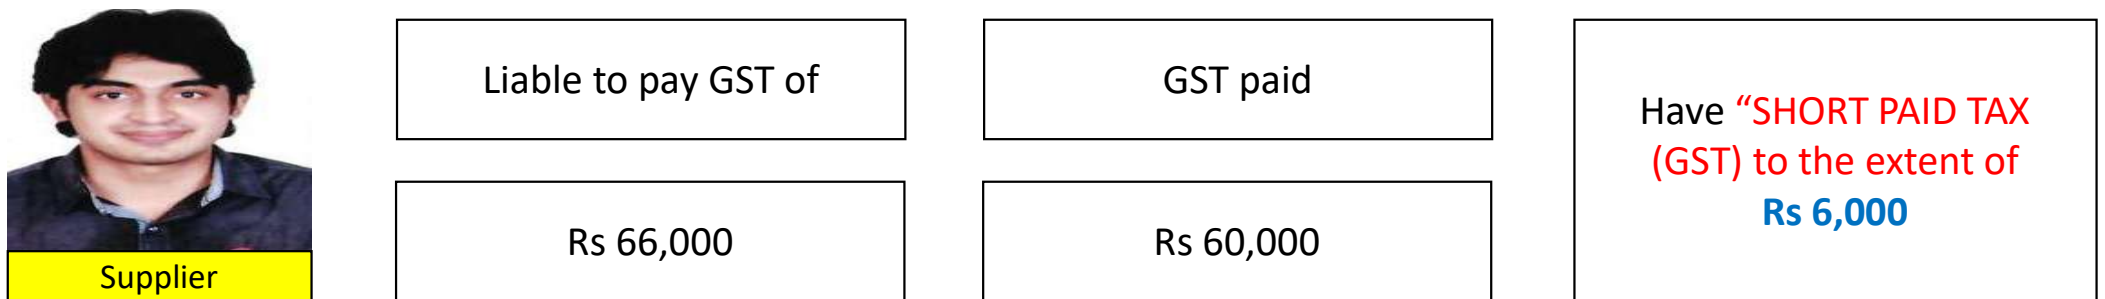 Liable to pay GST of
GST paid
Have “SHORT PAID TAX
(GST) to the extent of
Rs 6,000
Rs 66,000
Rs 60,000
Supplier